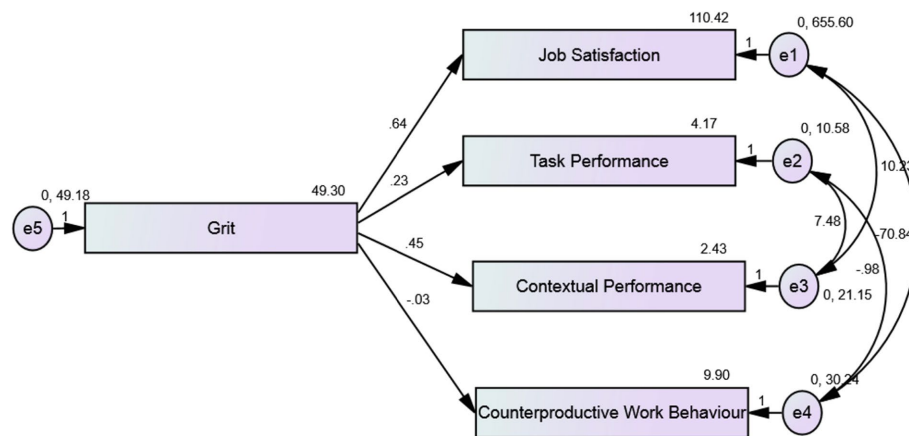 110.42
0, 655.60
Job Satisfaction
1
e1
.64
4.17
0, 10.58
Task Performance
1
e2
.23
10.23
0, 49.18
49.30
e5
1
Grit
7.48
-70.84
.45
2.43
-.98
Contextual Performance
1
e3
0, 21.15
-.03
9.90
0, 30.24
Counterproductive Work Behaviour
1
e4